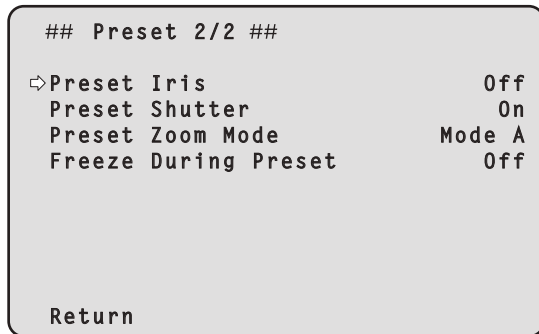 ## Preset 2/2 ##
⇨Preset Iris Off
Preset Shutter On
Preset Zoom Mode Mode A
Freeze During Preset Off
Return